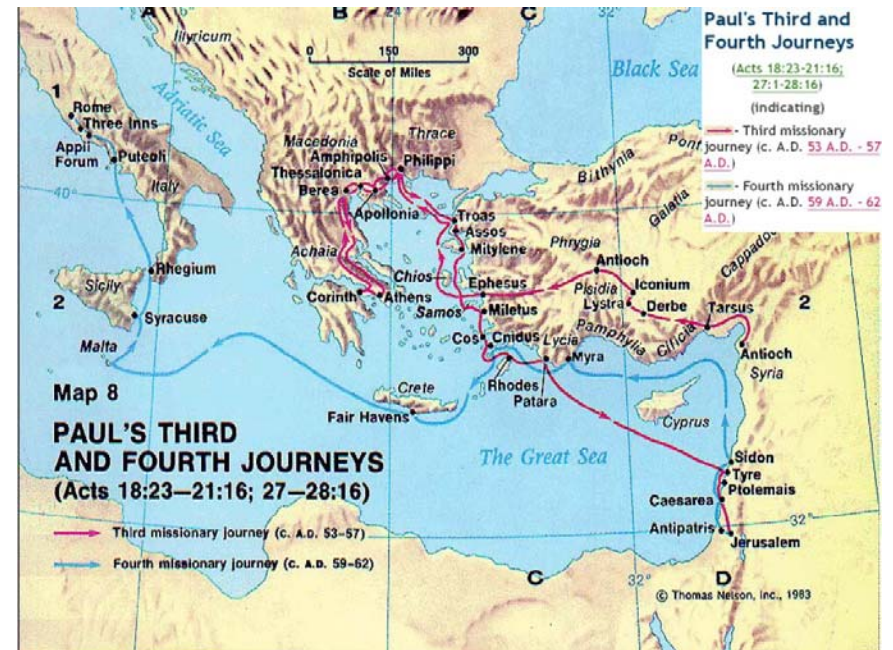 A
B
C
Illyricum
24°
32°
0 150 300
Scale of Miles
Black Sea
Paul's Third and
Fourth Journeys
(Acts 18:23-21:16;
27:1-28:16)
(indicating)
- Third missionary
journey (c. A.D. 53 A.D. - 57
A.D.)
- Fourth missionary
journey (c. A.D. 59 A.D. - 62
A.D.)
1
Rome
Three Inns
Appii
Forum
Puteoli
Adriatic Sea
Italy
40°
Macedonia
Thrace
Amphipolis
Philippi
Thessalonica
Berea
Apollonia
Bithynia
Pont
Galatia
Troas
Assos
Mitylene
Phrygia
Cappadoc
Achaia
Chios
Antioch
Rhegium
Ephesus
Pisidia
Iconium
Sicily
2
Corinth
Athens
Samos
Miletus
Lystra
Derbe
Tarsus
2
Syracuse
Cos
Cnidus
Lycia
Pamphylia
Cilicia
Malta
Myra
Antioch
Syria
Rhodes
Patara
Crete
Cyprus
Map 8
Fair Havens
PAUL'S THIRD
AND FOURTH JOURNEYS
(Acts 18:23—21:16; 27—28:16)
The Great Sea
Sidon
Tyre
Ptolemais
Caesarea
Antipatris
32°
Jerusalem
Third missionary journey (c. A.D. 53–57)
Fourth missionary journey (c. A.D. 59–62)
C
32°
D
© Thomas Nelson, Inc., 1983